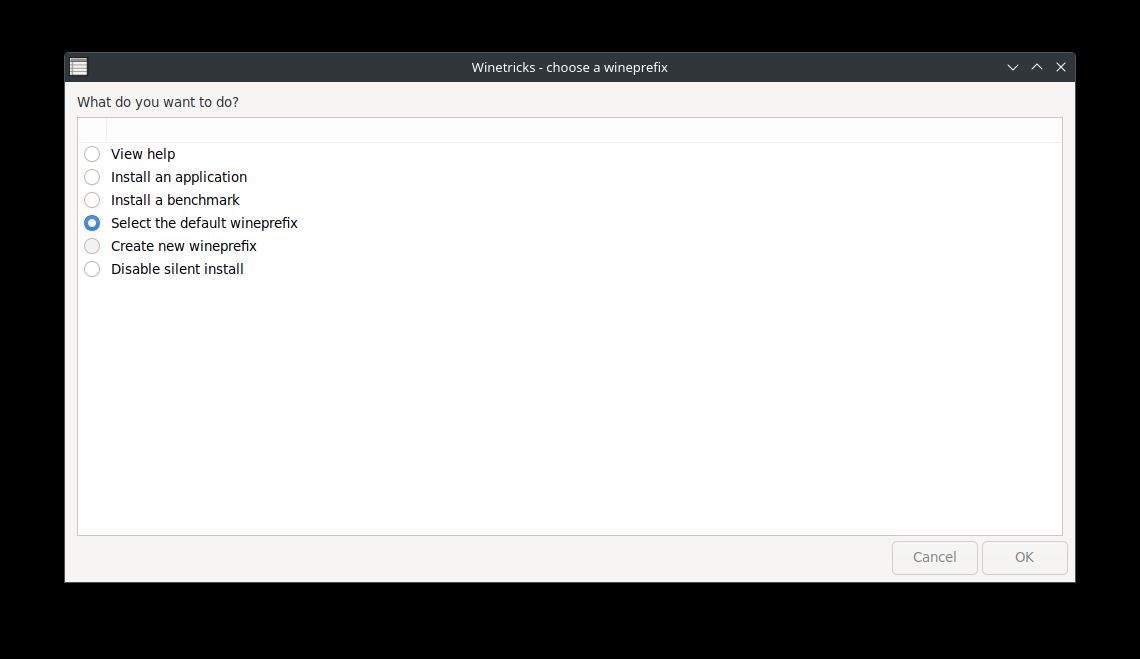 Winetricks - choose a wineprefix
What do you want to do?
View help
Install an application
Install a benchmark
Select the default wineprefix
Create new wineprefix
Disable silent install
Cancel OK